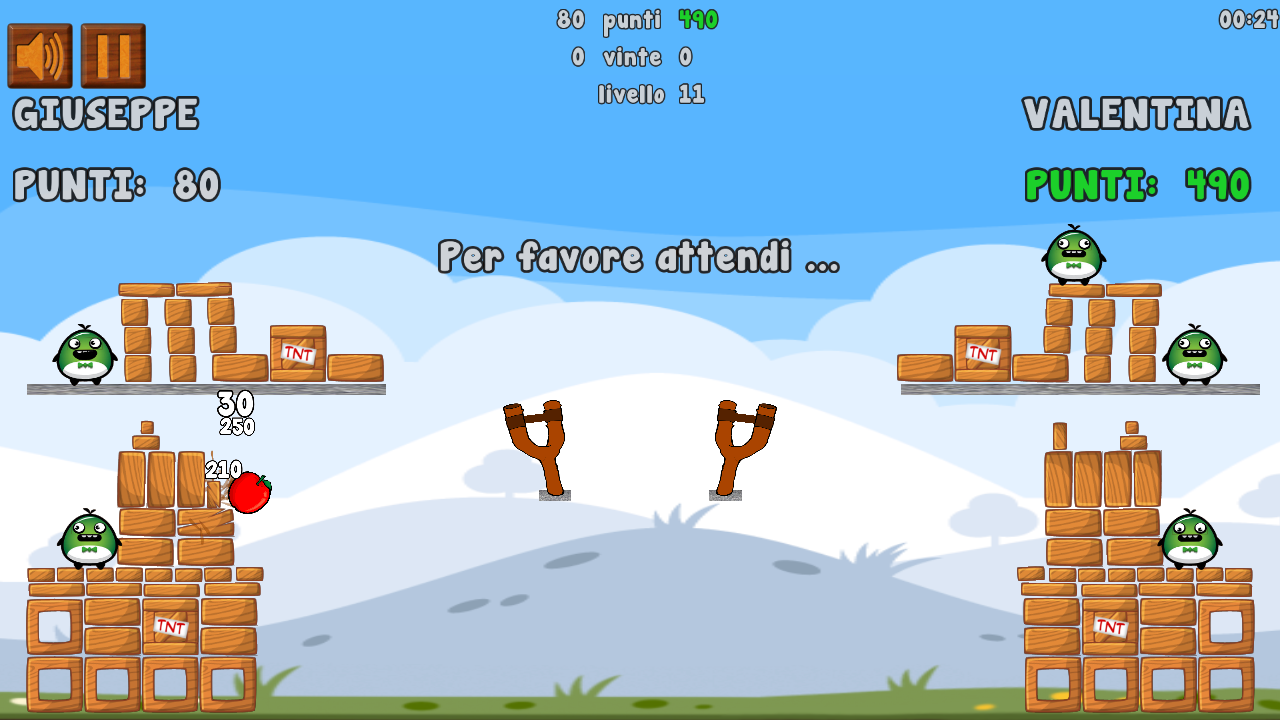 80 punti 490
00:24
0 vinte 0
livello 11
GIUSEPPE
VALENTINA
PUNTI: 80
PUNTI: 490
Per favore attendi ...
TNT
TNT
30
250
210
TNT
TNT